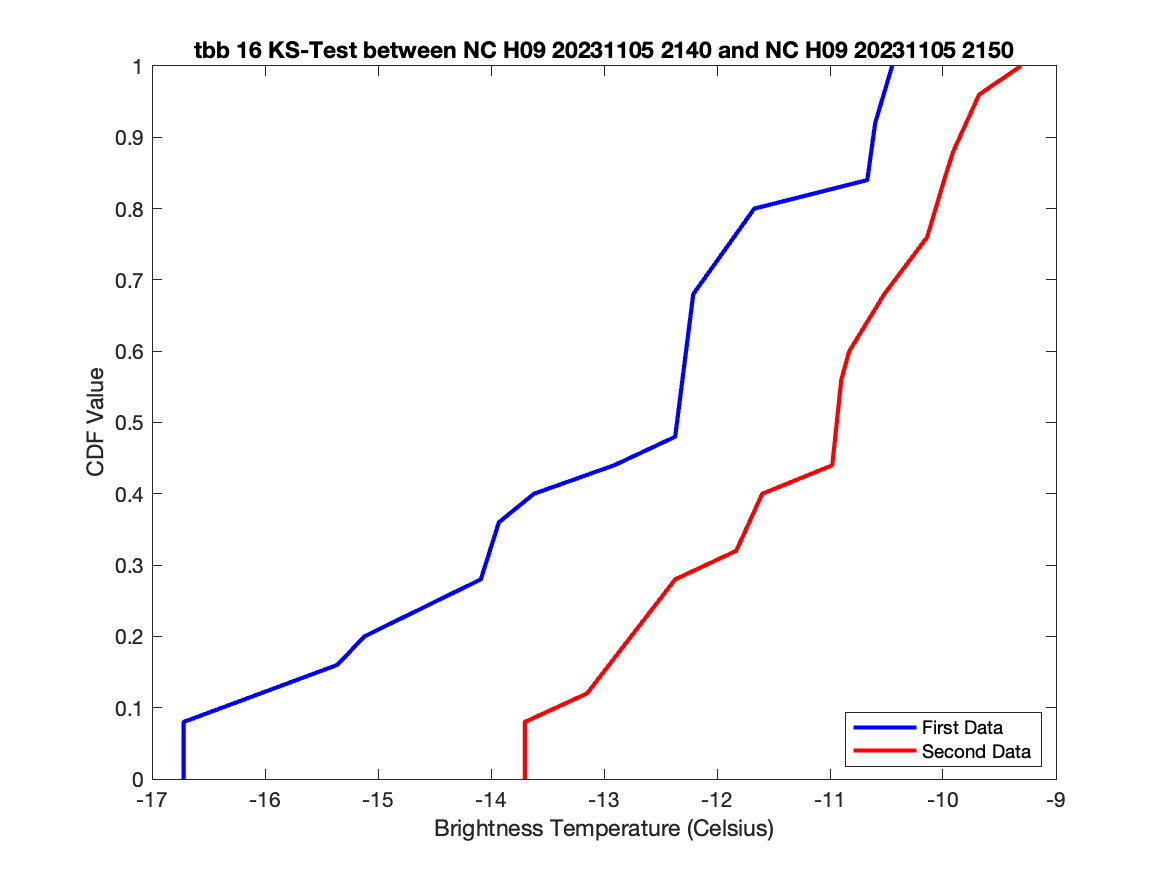 tbb 16 KS-Test between NC H09 20231105 2140 and NC H09 20231105 2150
1
0.9
0.8
0.7
0.6
0.5
0.4
0.3
0.2
0.1
0
CDF Value
First Data
Second Data
-17 -16 -15 -14 -13 -12 -11 -10 -9
Brightness Temperature (Celsius)